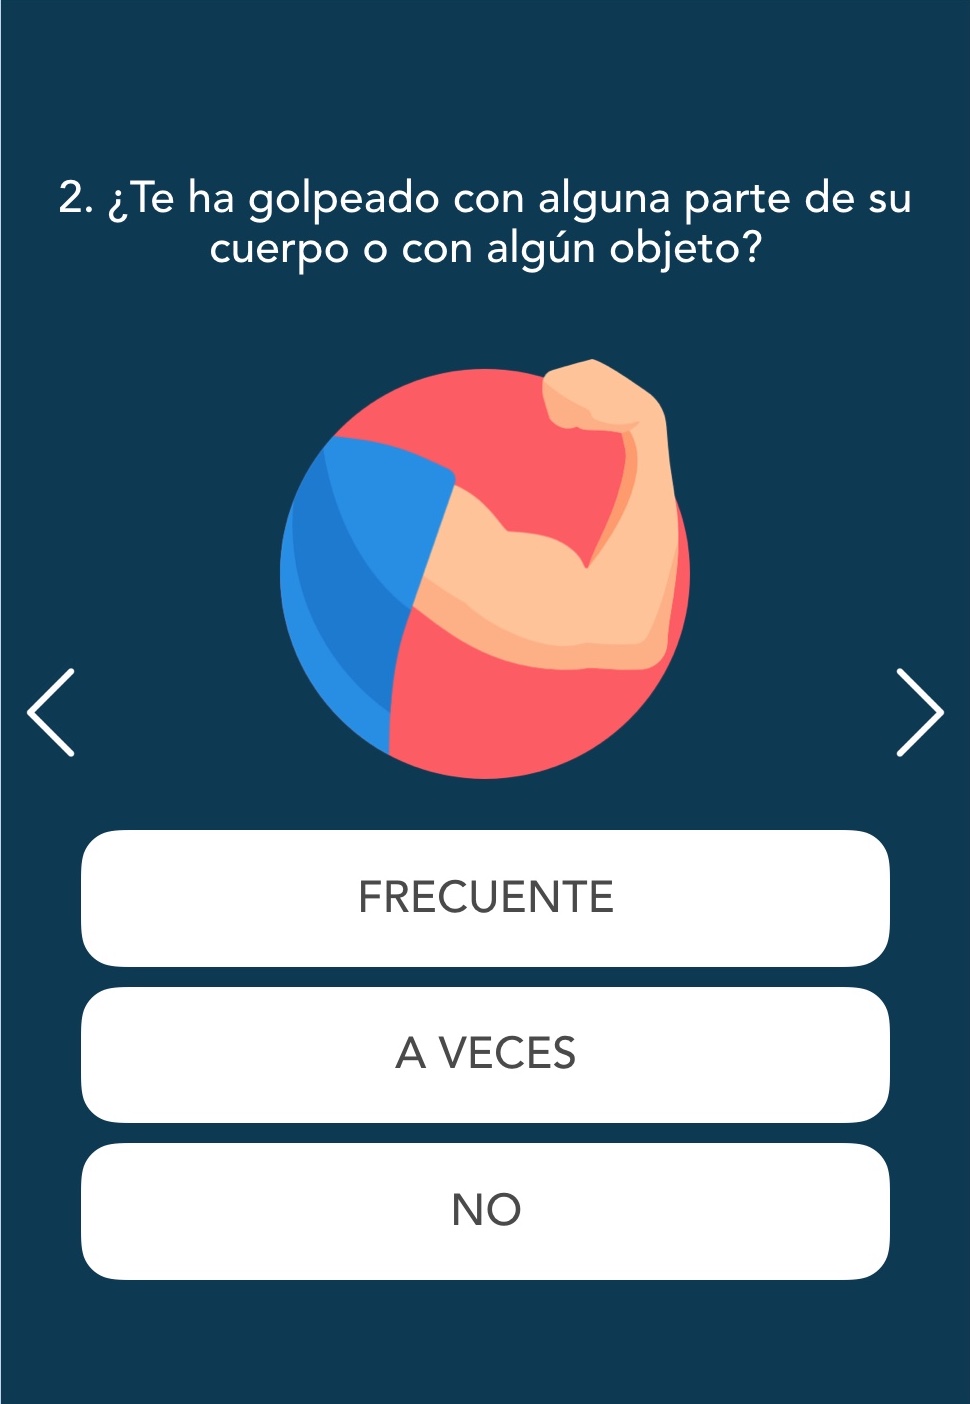 2. ¿Te ha golpeado con alguna parte de su
cuerpo o con algún objeto?
FRECUENTE
A VECES
NO